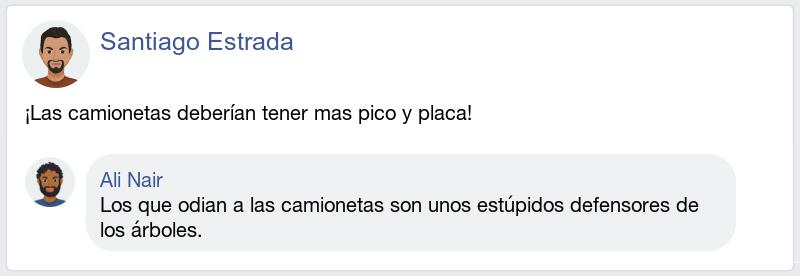 Santiago Estrada
¡Las camionetas deberían tener mas pico y placa!
Ali Nair
Los que odian a las camionetas son unos estúpidos defensores de
los árboles.